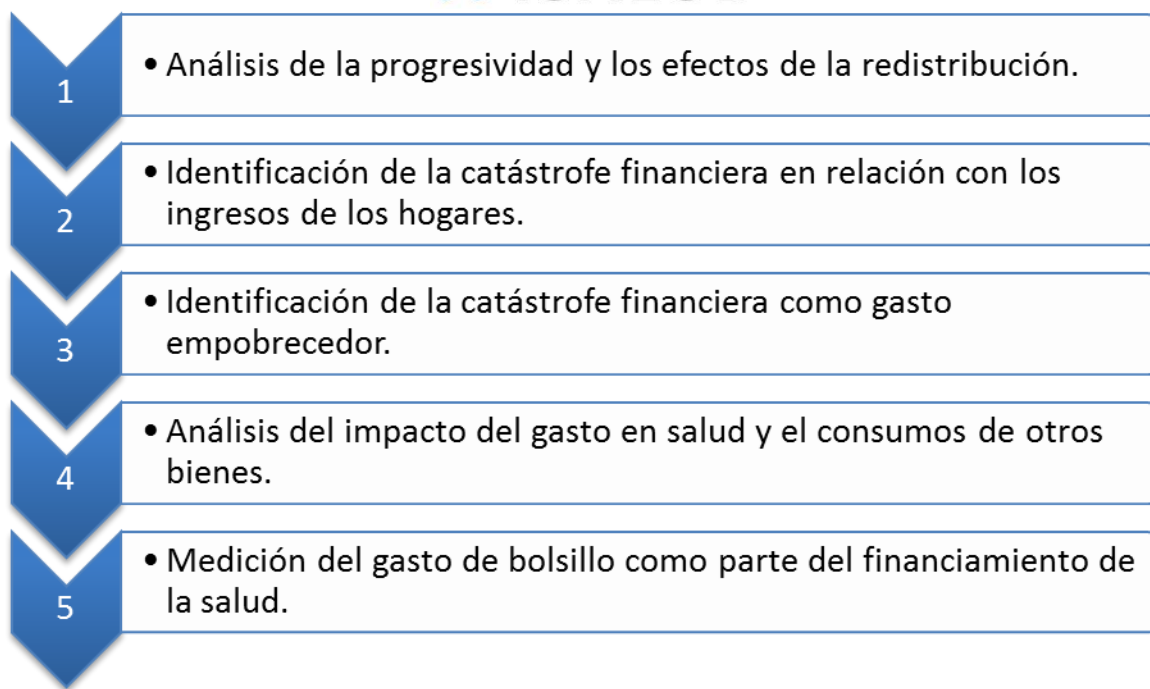 1
• Análisis de la progresividad y los efectos de la redistribución.
2
• Identificación de la catástrofe financiera en relación con los
ingresos de los hogares.
3
• Identificación de la catástrofe financiera como gasto
empobrecedor.
4
• Análisis del impacto del gasto en salud y el consumos de otros
bienes.
5
• Medición del gasto de bolsillo como parte del financiamiento de
la salud.